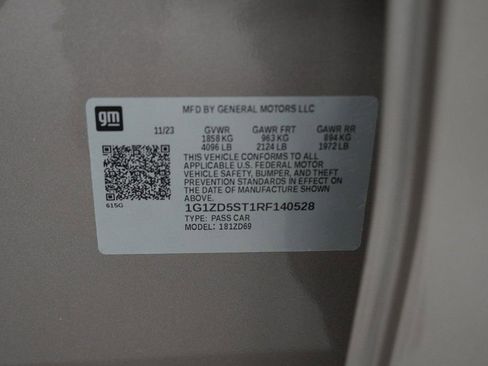 gm
MFD BY GENERAL MOTORS LLC
11/23 GVWR GAWR FRT GAWR RR
1858 KG 963 KG 894 KG
4096 LB 2124 LB 1972 LB
THIS VEHICLE CONFORMS TO ALL
APPLICABLE U.S. FEDERAL MOTOR
VEHICLE SAFETY, BUMPER, AND THEFT
PREVENTION STANDARDS IN EFFECT ON
THE DATE OF MANUFACTURE SHOWN
ABOVE.
615G
1G1ZD5ST1RF140528
TYPE: PASS CAR
MODEL: 181ZD69